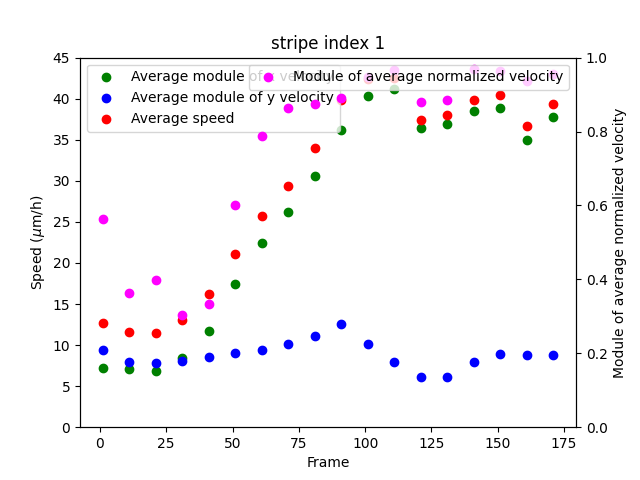 stripe index 1
Average module of x velocity
Average module of y velocity
Average speed
Module of average normalized velocity
45
40
35
30
25
20
15
10
5
0
Speed (μm/h)
1.0
0.8
0.6
0.4
0.2
0.0
Module of average normalized velocity
0 25 50 75 100 125 150 175
Frame